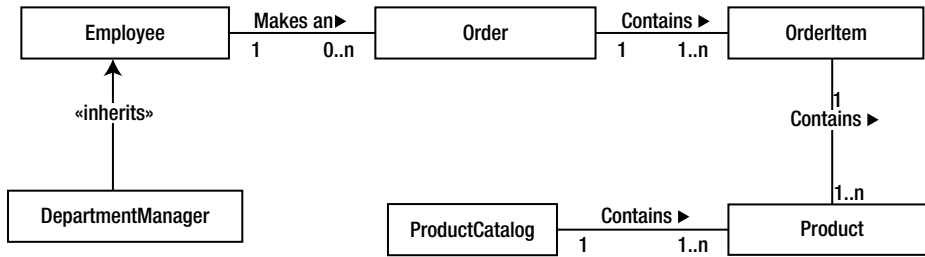 Employee
Makes an▶
1
0..n
Order
Contains ▶
1
1..n
OrderItem
«inherits»
1
Contains ▶
1..n
DepartmentManager
ProductCatalog
Contains ▶
1
1..n
Product